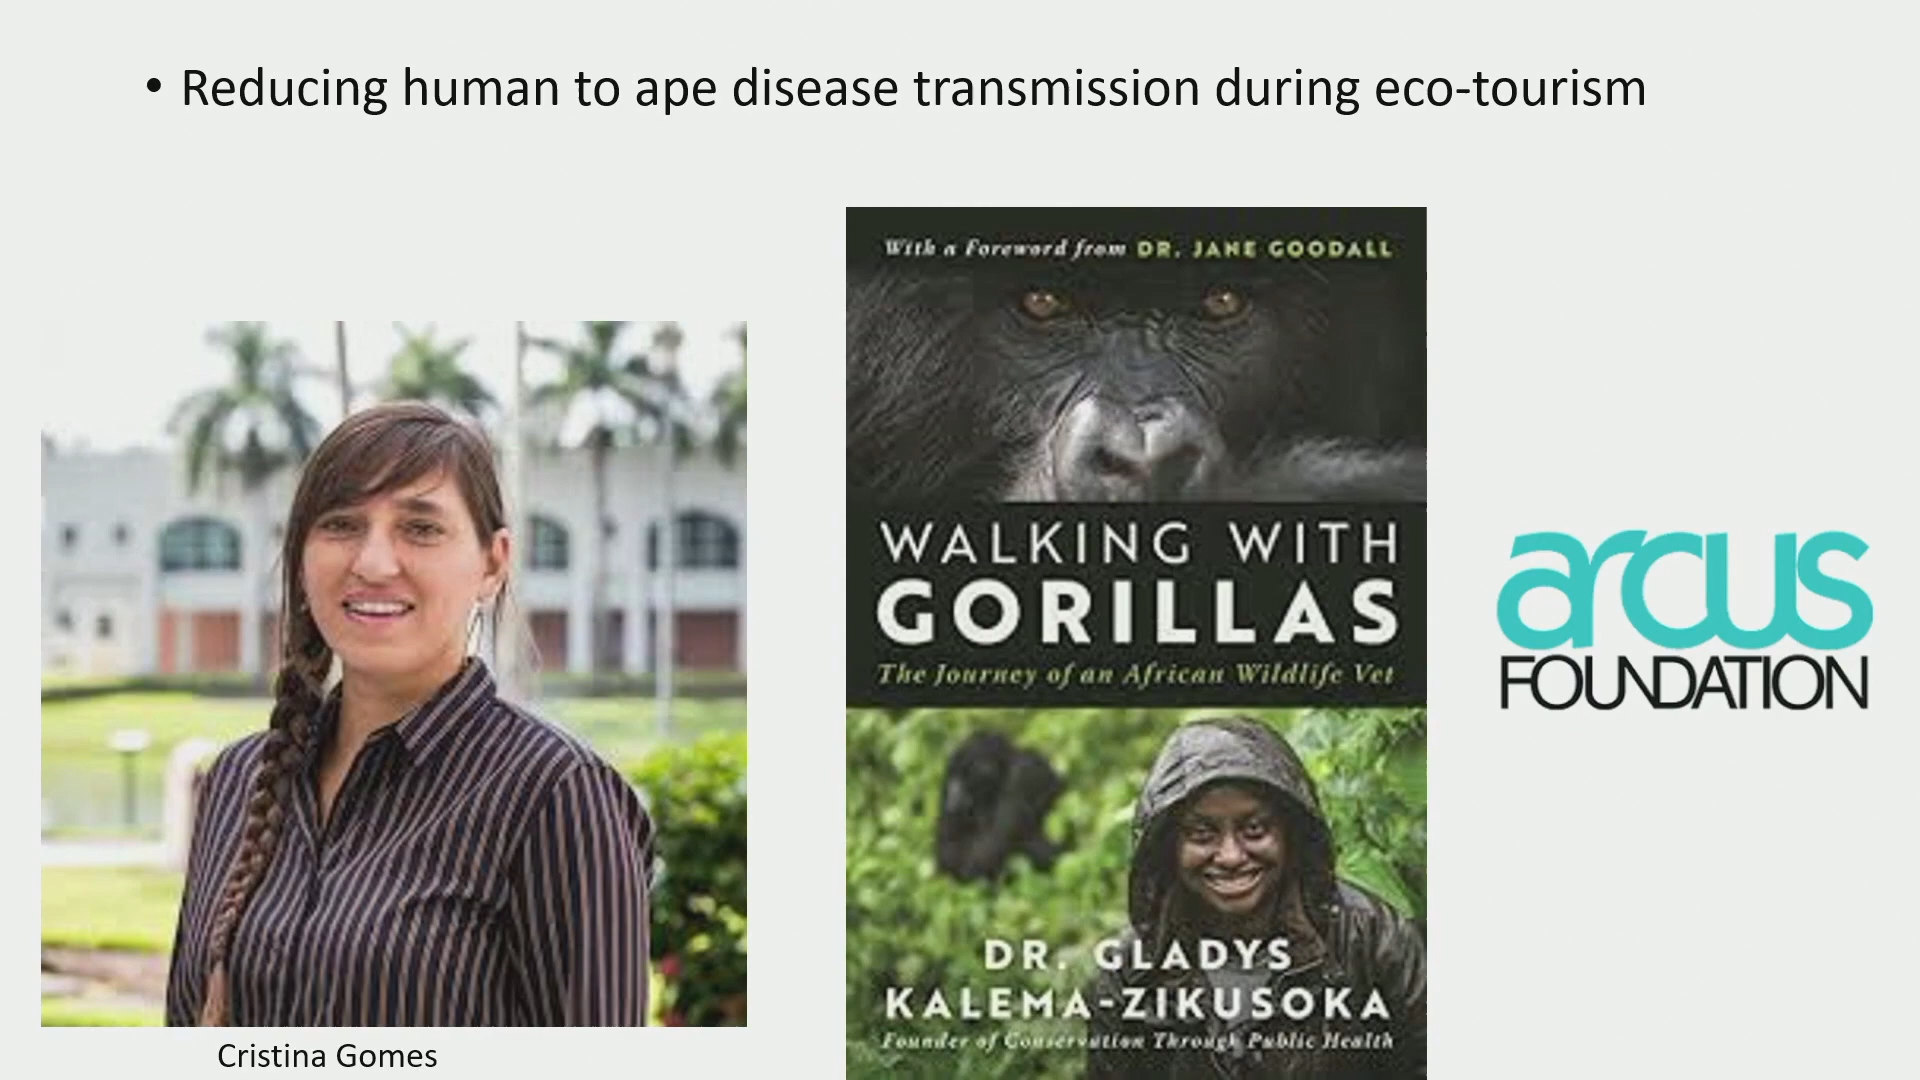 • Reducing human to ape disease transmission during eco-tourism
With a Foreword from DR. JANE GOODALL
WALKING WITH
GORILLAS
The Journey of an African Wildlife Vet
DR. GLADYS
KALEMA-ZIKUSOKA
Founder of Conservation Through Public Health
arcus
FOUNDATION
Cristina Gomes